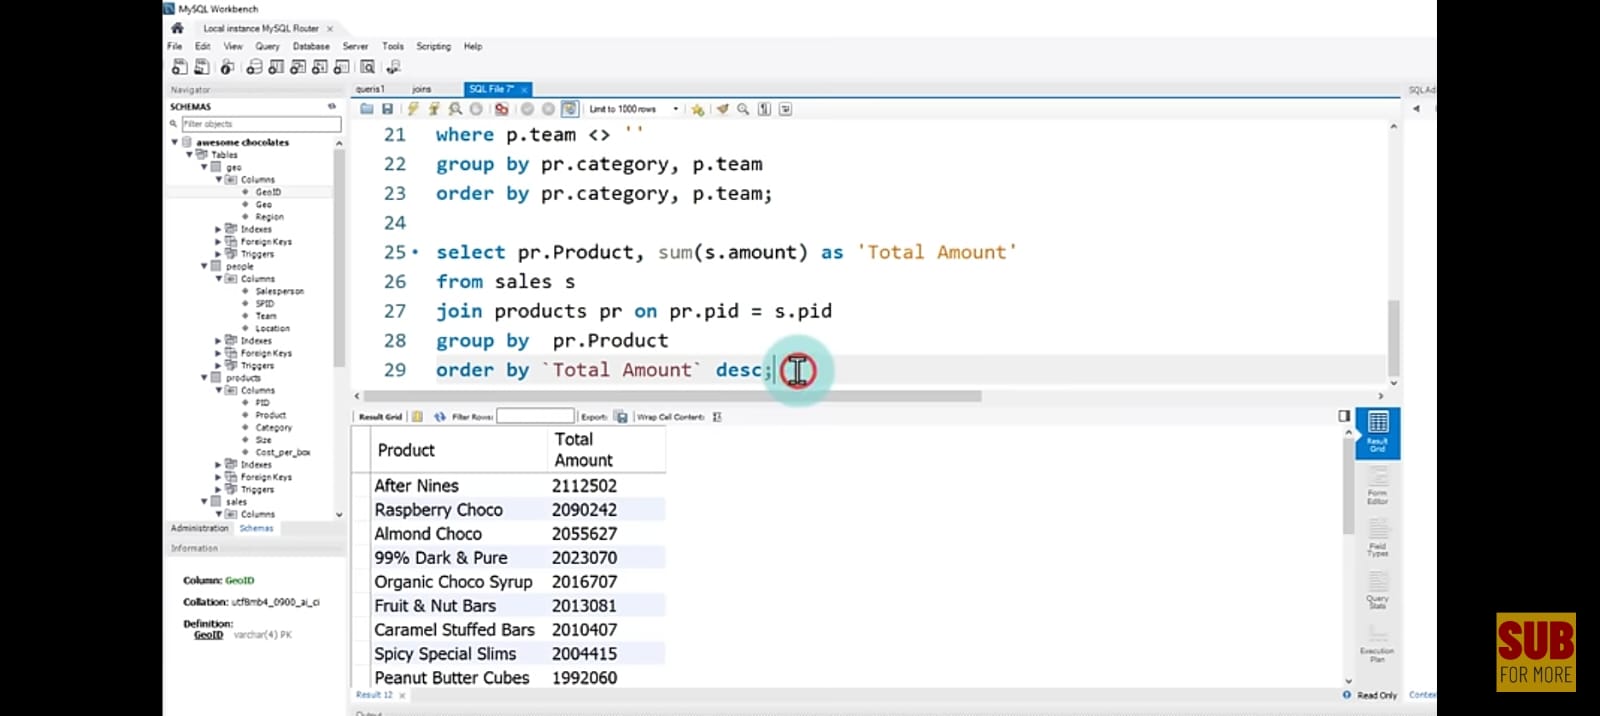 MySQL Workbench
Local instance MySQL Router ×
File Edit View Query Database Server Tools Scripting Help
Navigator
SCHEMAS
Filter objects
awesome chocolates
Tables
geo
Columns
GeoID
Geo
Region
Indexes
Foreign Keys
Triggers
people
Columns
Salesperson
SPID
Team
Location
Indexes
Foreign Keys
Triggers
products
Columns
PID
Product
Category
Size
Cost_per_box
Indexes
Foreign Keys
Triggers
sales
Columns
Administration Schemas
Information
Column: GeoID
Collation: utf8mb4_0900_ai_ci
Definition:
GeoID varchar(4) PK
queris1 joins SQL File 7* ×
SQLAd
Limit to 1000 rows
21 where p.team <> ''
22 group by pr.category, p.team
23 order by pr.category, p.team;
24
25 • select pr.Product, sum(s.amount) as 'Total Amount'
26 from sales s
27 join products pr on pr.pid = s.pid
28 group by  pr.Product
29 order by `Total Amount` desc;
Result Grid Filter Rows: Export: Wrap Cell Content:
Product Total Amount
After Nines 2112502
Raspberry Choco 2090242
Almond Choco 2055627
99% Dark & Pure 2023070
Organic Choco Syrup 2016707
Fruit & Nut Bars 2013081
Caramel Stuffed Bars 2010407
Spicy Special Slims 2004415
Peanut Butter Cubes 1992060
Result Grid
Form Editor
Field Types
Query Stats
Execution Plan
Result 12 ×
Read Only
Contex
Output
SUB
FOR MORE